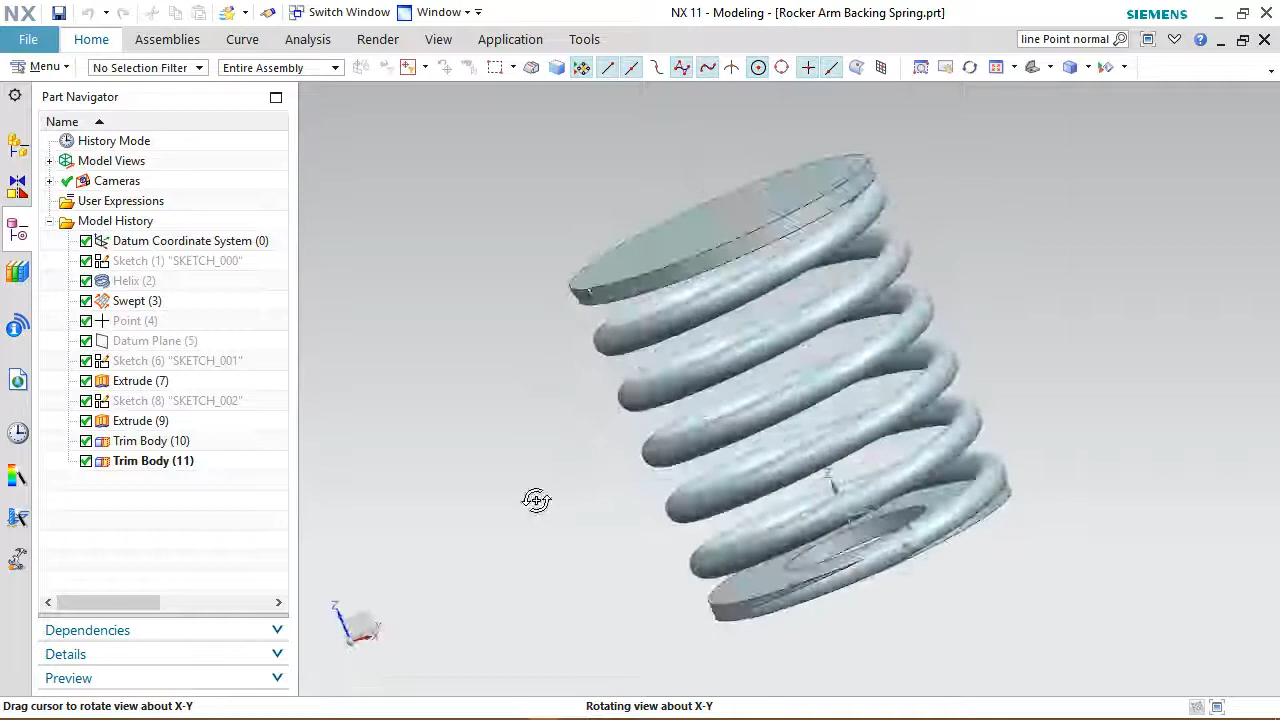 NX Switch Window Window NX 11 - Modeling - [Rocker Arm Backing Spring.prt] SIEMENS
File Home Assemblies Curve Analysis Render View Application Tools line Point normal
Menu No Selection Filter Entire Assembly
Part Navigator
Name
History Mode
Model Views
Cameras
User Expressions
Model History
Datum Coordinate System (0)
Sketch (1) "SKETCH_000"
Helix (2)
Swept (3)
Point (4)
Datum Plane (5)
Sketch (6) "SKETCH_001"
Extrude (7)
Sketch (8) "SKETCH_002"
Extrude (9)
Trim Body (10)
Trim Body (11)
Z
Z
Dependencies
Details
Preview
Drag cursor to rotate view about X-Y Rotating view about X-Y